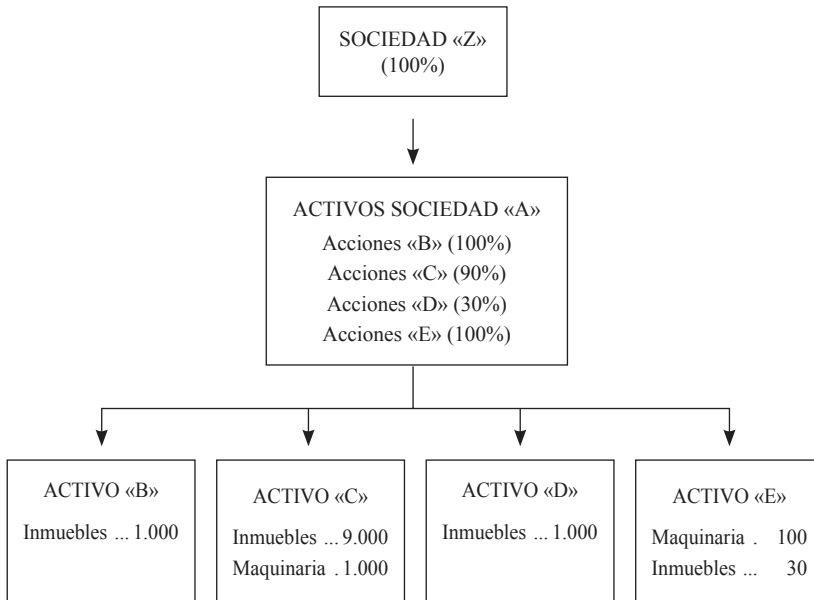 SOCIEDAD «Z»
(100%)
ACTIVOS SOCIEDAD «A»
Acciones «B» (100%)
Acciones «C» (90%)
Acciones «D» (30%)
Acciones «E» (100%)
ACTIVO «B»
Inmuebles ... 1.000
ACTIVO «C»
Inmuebles ... 9.000
Maquinaria . 1.000
ACTIVO «D»
Inmuebles ... 1.000
ACTIVO «E»
Maquinaria . 100
Inmuebles ... 30